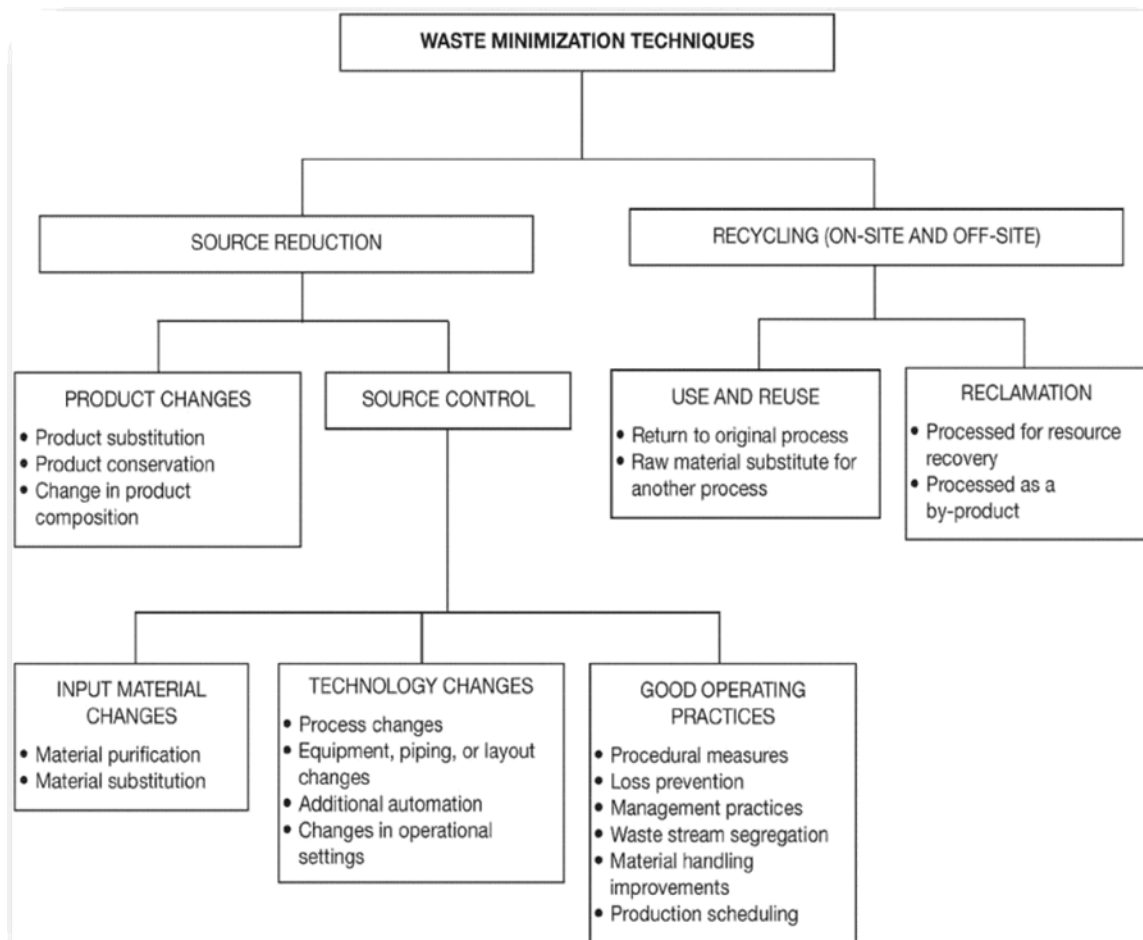 WASTE MINIMIZATION TECHNIQUES
SOURCE REDUCTION
RECYCLING (ON-SITE AND OFF-SITE)
PRODUCT CHANGES
• Product substitution
• Product conservation
• Change in product
composition
SOURCE CONTROL
USE AND REUSE
• Return to original process
• Raw material substitute for
another process
RECLAMATION
• Processed for resource
recovery
• Processed as a
by-product
INPUT MATERIAL
CHANGES
• Material purification
• Material substitution
TECHNOLOGY CHANGES
• Process changes
• Equipment, piping, or layout
changes
• Additional automation
• Changes in operational
settings
GOOD OPERATING
PRACTICES
• Procedural measures
• Loss prevention
• Management practices
• Waste stream segregation
• Material handling
improvements
• Production scheduling